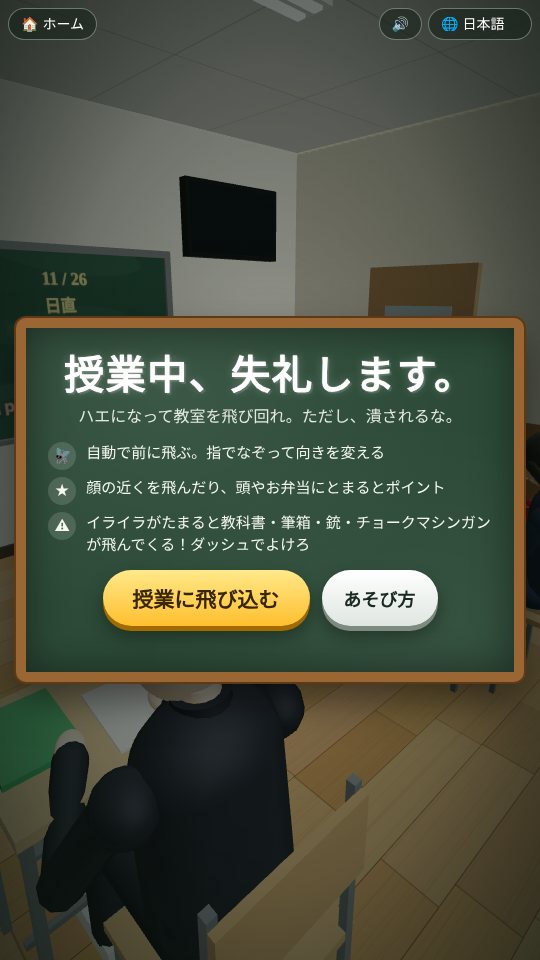 ホーム
日本語
11 / 26
日直
授業中、失礼します。
ハエになって教室を飛び回れ。ただし、潰されるな。
自動で前に飛ぶ。指でなぞって向きを変える
顔の近くを飛んだり、頭やお弁当にとまるとポイント
イライラがたまると教科書・筆箱・銃・チョークマシンガン
が飛んでくる！ダッシュでよけろ
授業に飛び込む
あそび方